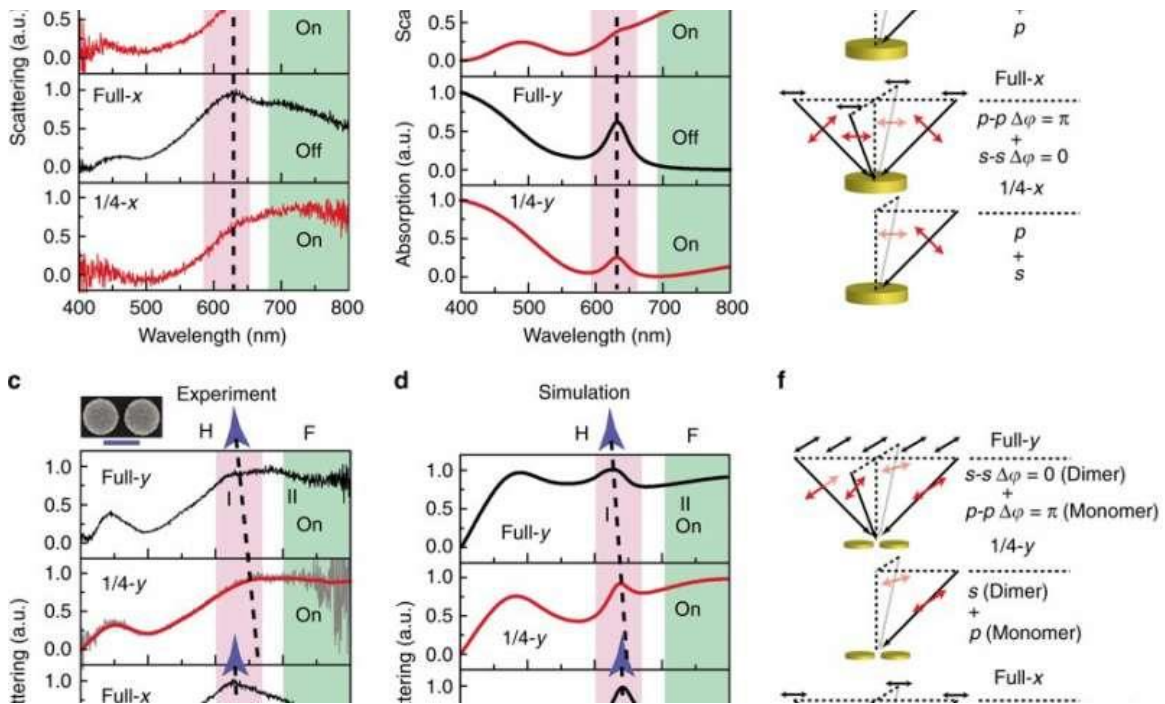 Scattering (a.u.)
0.5
0.0
On
1.0
0.5
0.0
Full-x
Off
1.0
0.5
0.0
1/4-x
On
400 500 600 700 800
Wavelength (nm)
0.5
0.0
On
Absorption (a.u.)
1.0
0.5
0.0
Full-y
Off
1.0
0.5
0.0
1/4-y
On
400 500 600 700 800
Wavelength (nm)
+
p
Full-x
p-p Δφ = π
+
s-s Δφ = 0
1/4-x
p
+
s
c
Experiment
H F
1.0
0.5
0.0
Full-y
I II
On
1.0
0.5
0.0
1/4-y
On
1.0
Full-x
d
Simulation
H F
1.0
0.5
0.0
I II
On
Full-y
1.0
0.5
0.0
On
1/4-y
1.0
f
Full-y
s-s Δφ = 0 (Dimer)
+
p-p Δφ = π (Monomer)
1/4-y
s (Dimer)
+
p (Monomer)
Full-x